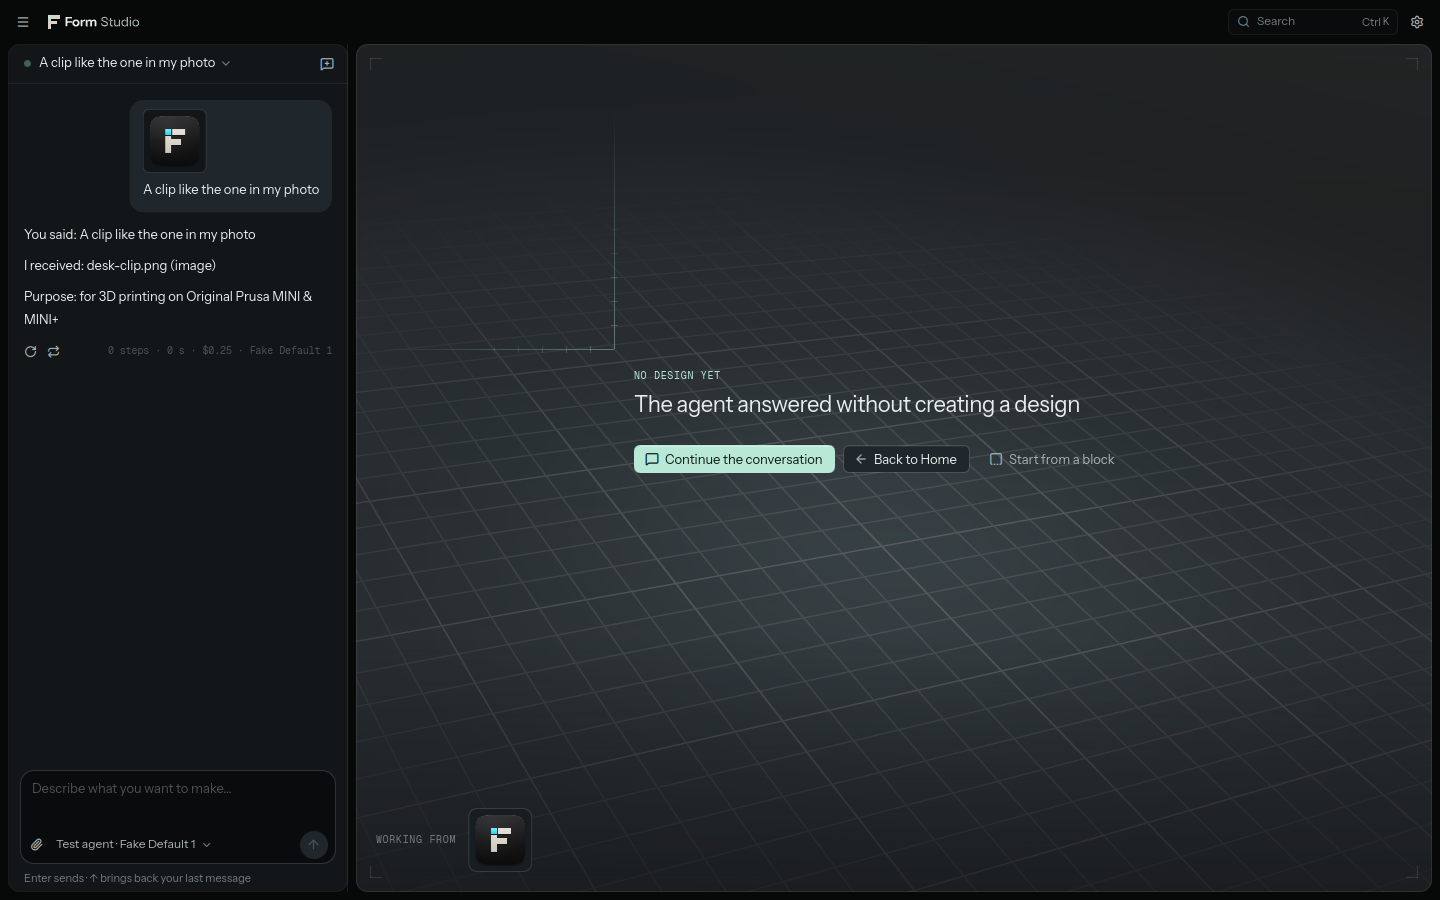 Form Studio
Search
Ctrl K
A clip like the one in my photo
A clip like the one in my photo
You said: A clip like the one in my photo
I received: desk-clip.png (image)
Purpose: for 3D printing on Original Prusa MINI &
MINI+
0 steps · 0 s · $0.25 · Fake Default 1
NO DESIGN YET
The agent answered without creating a design
Continue the conversation
Back to Home
Start from a block
Describe what you want to make...
Test agent · Fake Default 1
Enter sends · ↑ brings back your last message
WORKING FROM